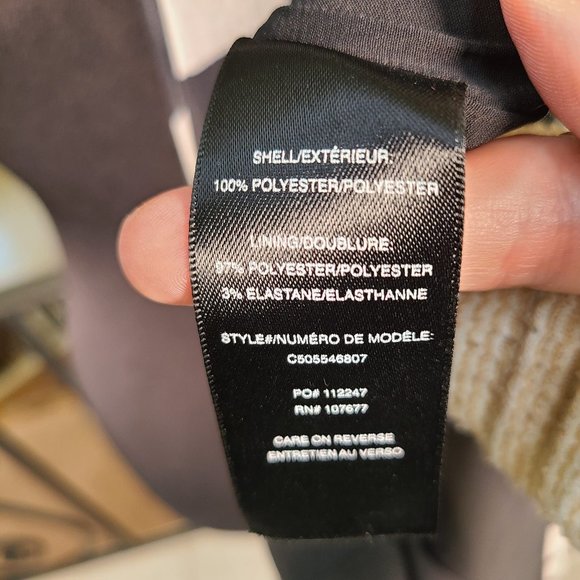 SHELL/EXTÉRIEUR:
100% POLYESTER/POLYESTER
LINING/DOUBLURE:
97% POLYESTER/POLYESTER
3% ELASTANE/ELASTHANNE
STYLE#/NUMÉRO DE MODÈLE:
C505546807
PO# 112247
RN# 107677
CARE ON REVERSE
ENTRETIEN AU VERSO